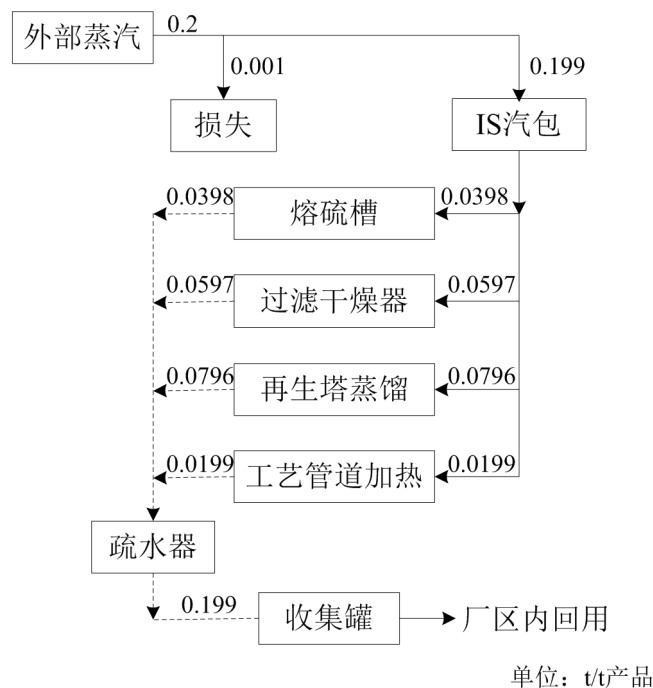 外部蒸汽
0.2
0.001
0.199
损失
IS汽包
0.0398
熔硫槽
0.0398
0.0597
过滤干燥器
0.0597
0.0796
再生塔蒸馏
0.0796
0.0199
工艺管道加热
0.0199
疏水器
0.199
收集罐
厂区内回用
单位：t/t产品